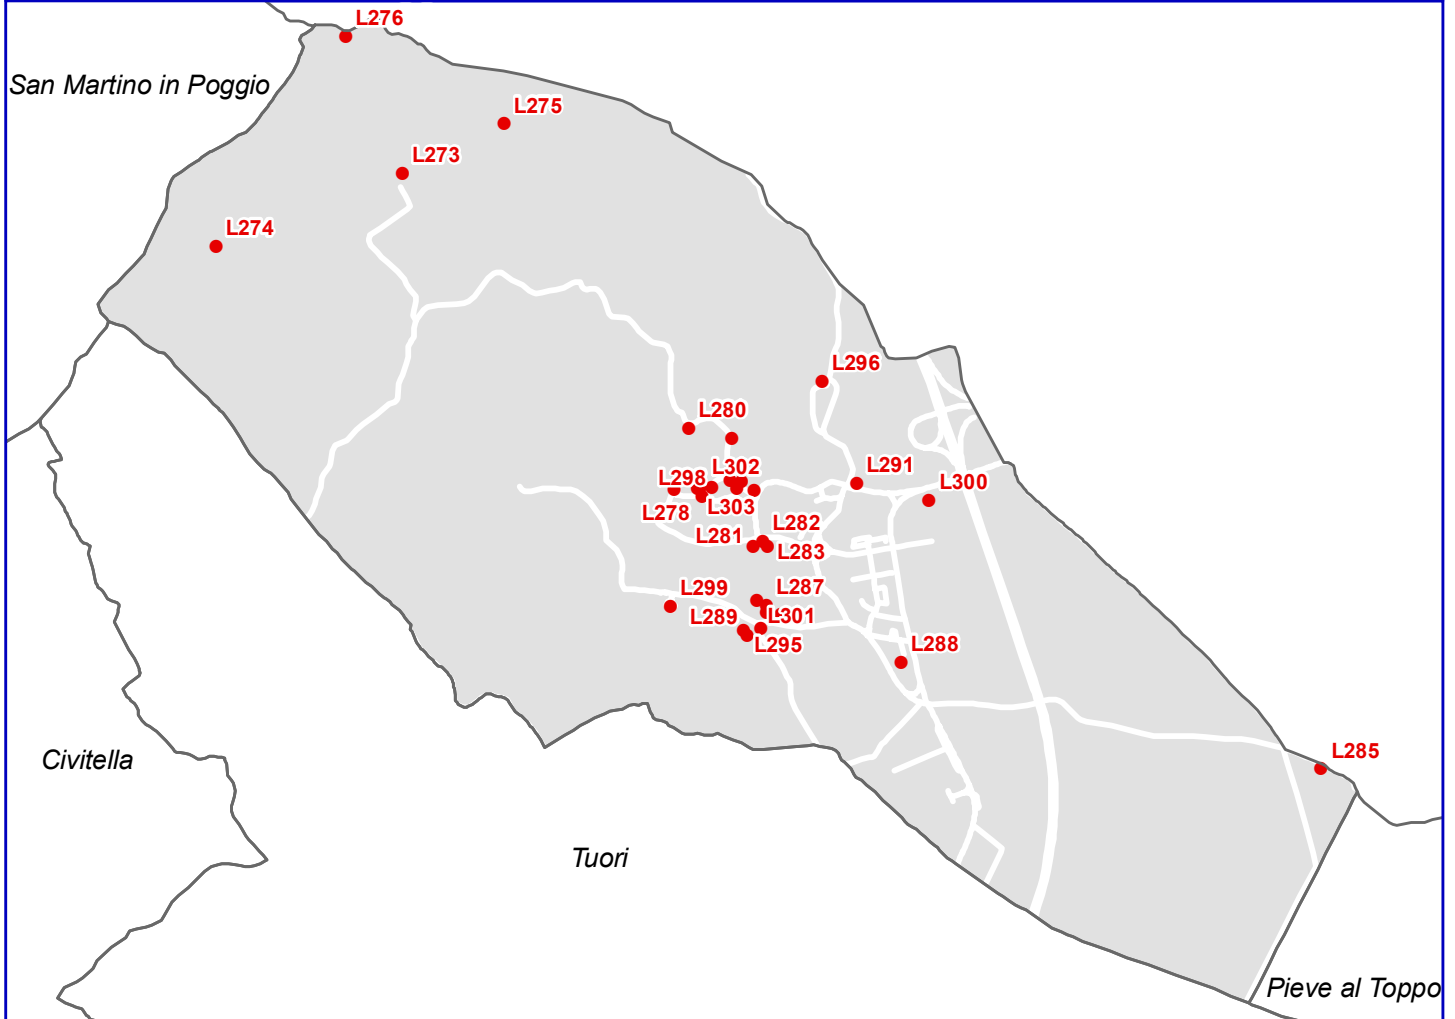 L276
San Martino in Poggio
L275
L273
L274
L296
L280
L302
L298
L291
L300
L278
L303
L282
L281
L283
L299
L287
L289
L301
L295
L288
L285
Civitella
Tuori
Pieve al Toppo